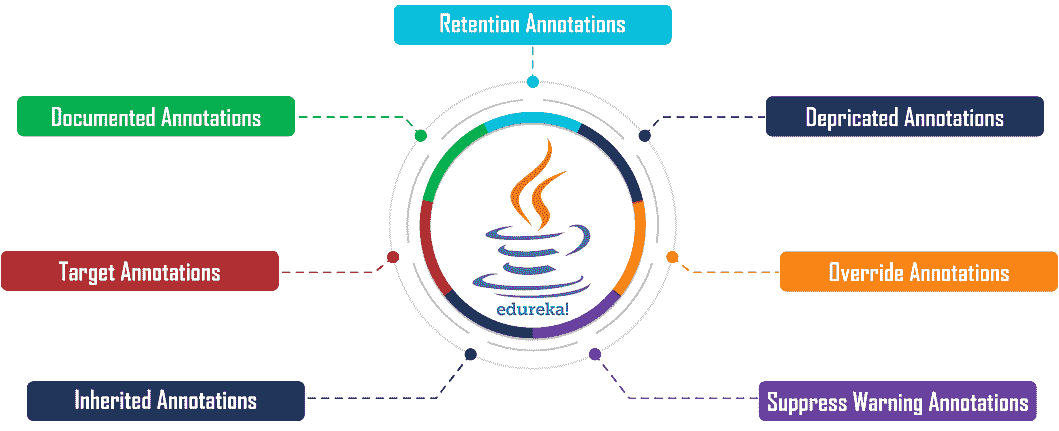 Retention Annotations
Documented Annotations
Depricated Annotations
Target Annotations
Override Annotations
edureka!
Inherited Annotations
Suppress Warning Annotations